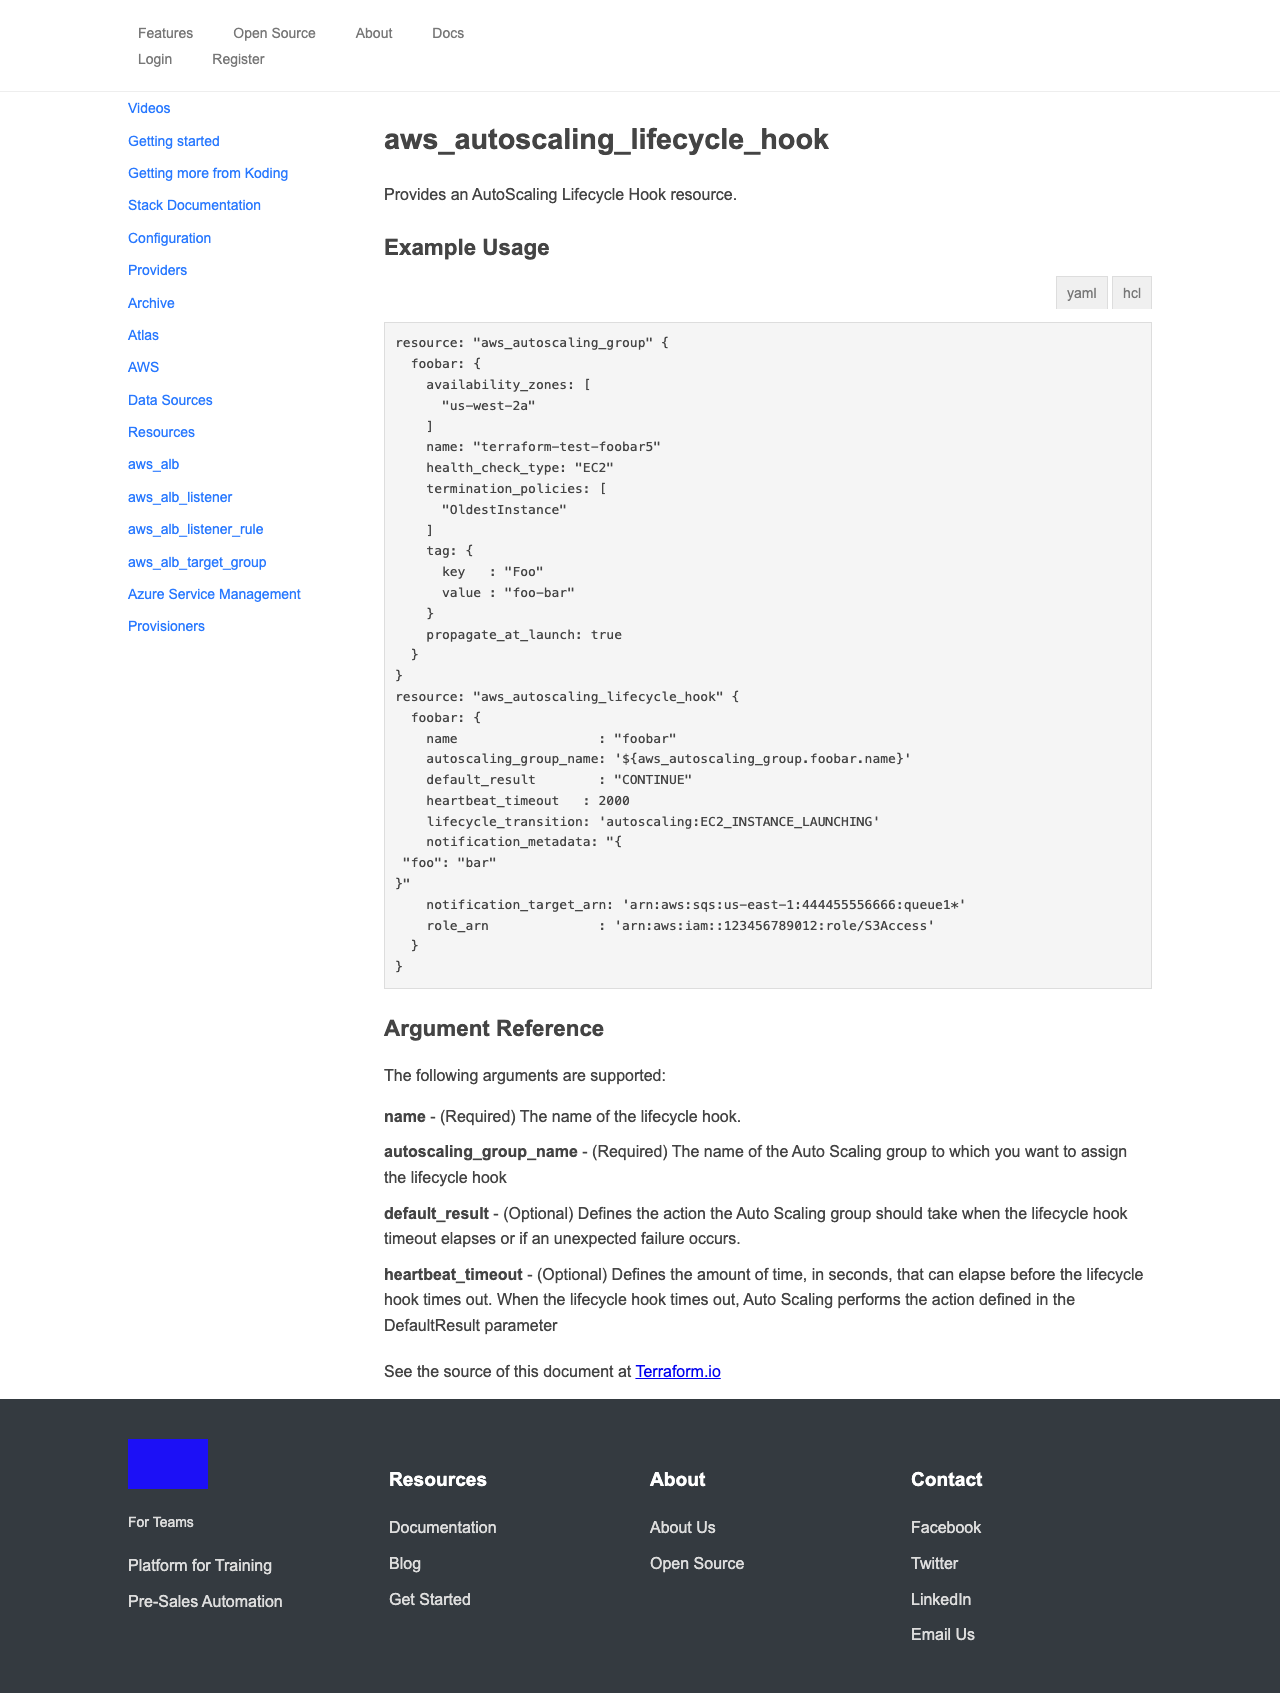 Features Open Source About Docs
Login Register
Videos
Getting started
Getting more from Koding
Stack Documentation
Configuration
Providers
Archive
Atlas
AWS
Data Sources
Resources
aws_alb
aws_alb_listener
aws_alb_listener_rule
aws_alb_target_group
Azure Service Management
Provisioners
aws_autoscaling_lifecycle_hook
Provides an AutoScaling Lifecycle Hook resource.
Example Usage
yaml hcl
resource: "aws_autoscaling_group" {
  foobar: {
    availability_zones: [
      "us-west-2a"
    ]
    name: "terraform-test-foobar5"
    health_check_type: "EC2"
    termination_policies: [
      "OldestInstance"
    ]
    tag: {
      key   : "Foo"
      value : "foo-bar"
    }
    propagate_at_launch: true
  }
}
resource: "aws_autoscaling_lifecycle_hook" {
  foobar: {
    name                  : "foobar"
    autoscaling_group_name: '${aws_autoscaling_group.foobar.name}'
    default_result        : "CONTINUE"
    heartbeat_timeout   : 2000
    lifecycle_transition: 'autoscaling:EC2_INSTANCE_LAUNCHING'
    notification_metadata: "{
 "foo": "bar"
}"
    notification_target_arn: 'arn:aws:sqs:us-east-1:444455556666:queue1*'
    role_arn              : 'arn:aws:iam::123456789012:role/S3Access'
  }
}
Argument Reference
The following arguments are supported:
name - (Required) The name of the lifecycle hook.
autoscaling_group_name - (Required) The name of the Auto Scaling group to which you want to assign
the lifecycle hook
default_result - (Optional) Defines the action the Auto Scaling group should take when the lifecycle hook
timeout elapses or if an unexpected failure occurs.
heartbeat_timeout - (Optional) Defines the amount of time, in seconds, that can elapse before the lifecycle
hook times out. When the lifecycle hook times out, Auto Scaling performs the action defined in the
DefaultResult parameter
See the source of this document at Terraform.io
For Teams
Platform for Training
Pre-Sales Automation
Resources
Documentation
Blog
Get Started
About
About Us
Open Source
Contact
Facebook
Twitter
LinkedIn
Email Us